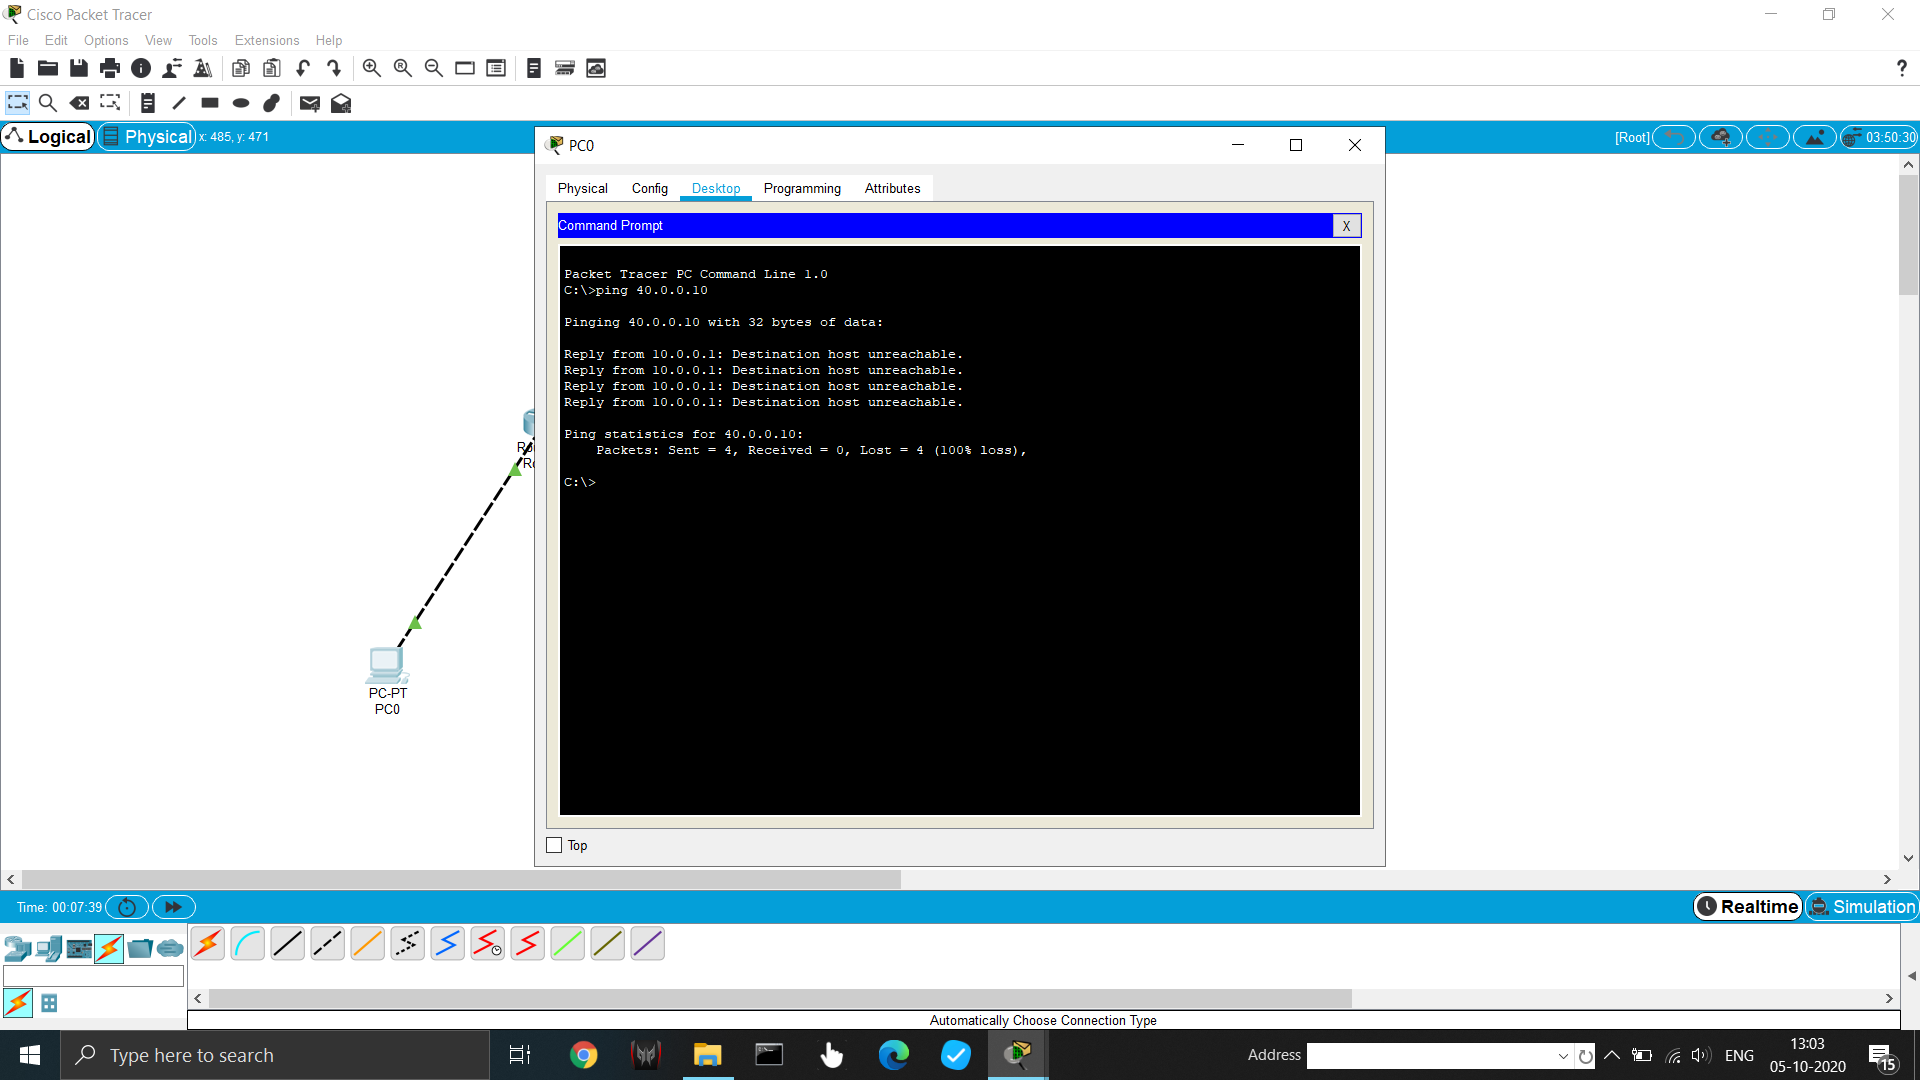 Cisco Packet Tracer
File Edit Options View Tools Extensions Help
?
Logical Physical x: 485, y: 471
[Root] 03:50:30
PC0
Physical Config Desktop Programming Attributes
Command Prompt X
Packet Tracer PC Command Line 1.0
C:\>ping 40.0.0.10
Pinging 40.0.0.10 with 32 bytes of data:
Reply from 10.0.0.1: Destination host unreachable.
Reply from 10.0.0.1: Destination host unreachable.
Reply from 10.0.0.1: Destination host unreachable.
Reply from 10.0.0.1: Destination host unreachable.
Ping statistics for 40.0.0.10:
Packets: Sent = 4, Received = 0, Lost = 4 (100% loss),
C:\>
Top
PC-PT
PC0
Time: 00:07:39
Realtime Simulation
Automatically Choose Connection Type
Type here to search
Address
ENG
13:03
05-10-2020
15